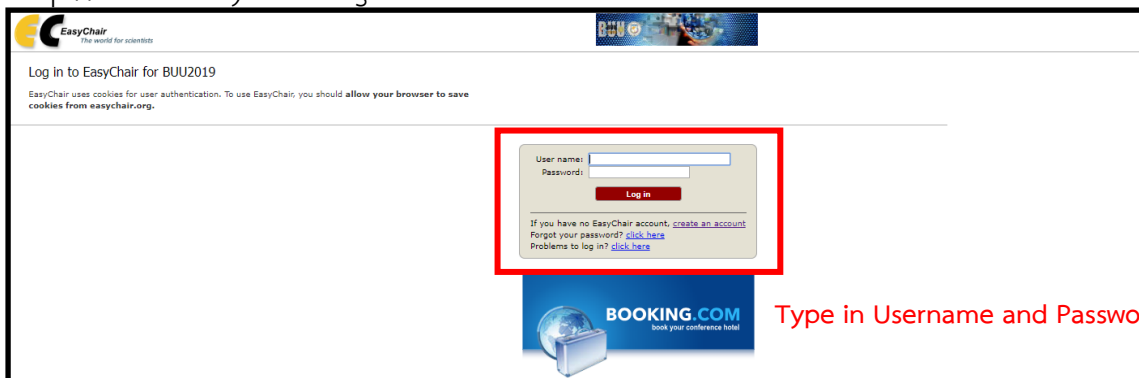 EC EasyChair
The world for scientists
BUU
Log in to EasyChair for BUU2019
EasyChair uses cookies for user authentication. To use EasyChair, you should allow your browser to save
cookies from easychair.org.
User name:
Password:
Log in
If you have no EasyChair account, create an account
Forgot your password? click here
Problems to log in? click here
BOOKING.COM
book your conference hotel
Type in Username and Passwo